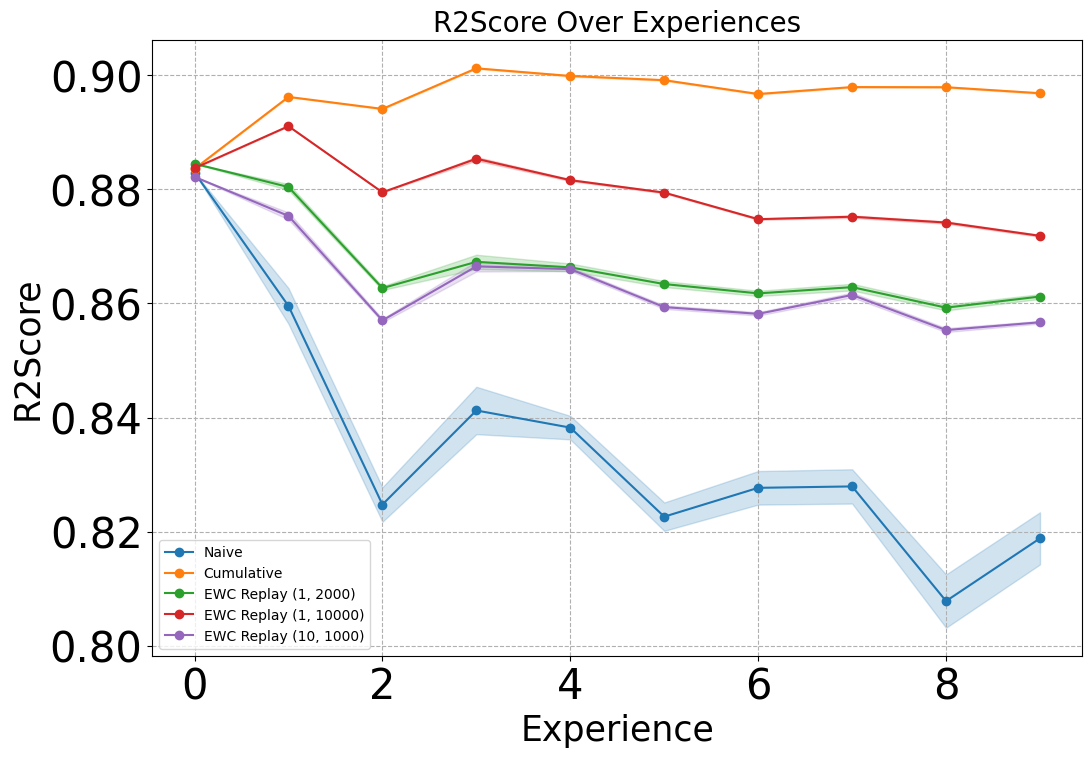 R2Score Over Experiences
0.90
0.88
0.86
0.84
0.82
0.80
R2Score
Naive
Cumulative
EWC Replay (1, 2000)
EWC Replay (1, 10000)
EWC Replay (10, 1000)
0 2 4 6 8
Experience